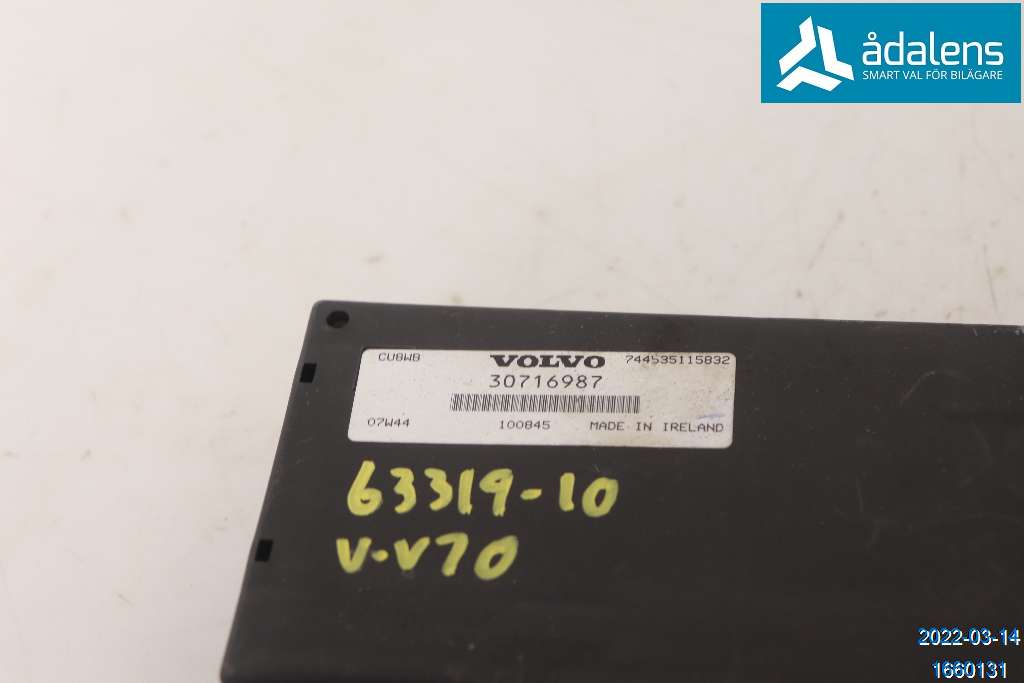 ådalens
SMART VAL FÖR BILÄGARE
CU8WB VOLVO 744535115832
30716987
07W44 100845 MADE IN IRELAND
63319-10
V-V70
2022-03-14
1660131